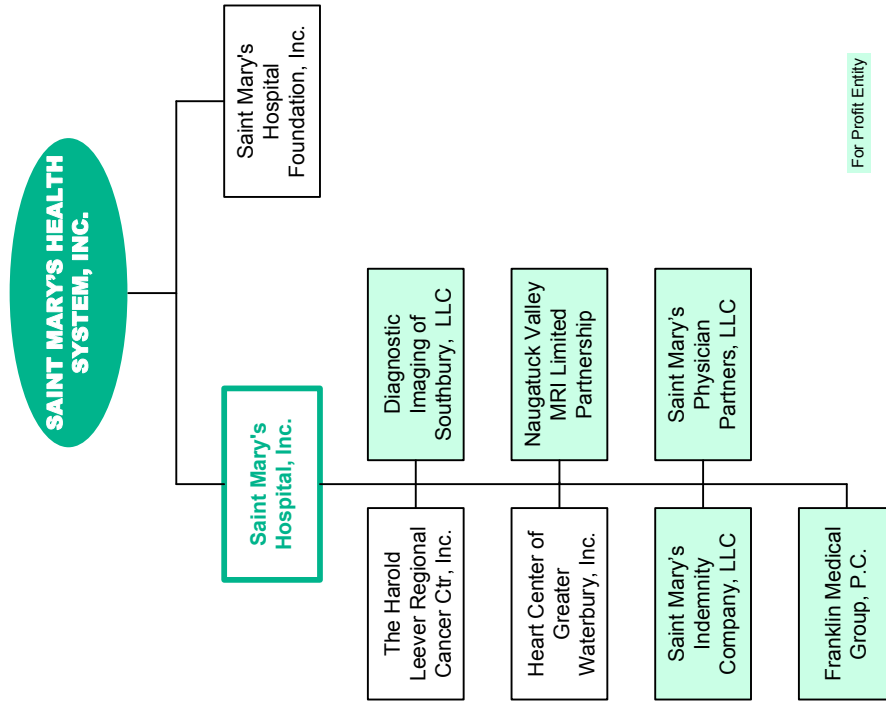 SAINT MARY'S HEALTH
SYSTEM, INC.
Saint Mary's
Hospital, Inc.
Saint Mary's
Hospital
Foundation, Inc.
The Harold
Leever Regional
Cancer Ctr, Inc.
Diagnostic
Imaging of
Southbury, LLC
Heart Center of
Greater
Waterbury, Inc.
Naugatuck Valley
MRI Limited
Partnership
Saint Mary’s
Indemnity
Company, LLC
Saint Mary’s
Physician
Partners, LLC
Franklin Medical
Group, P.C.
For Profit Entity